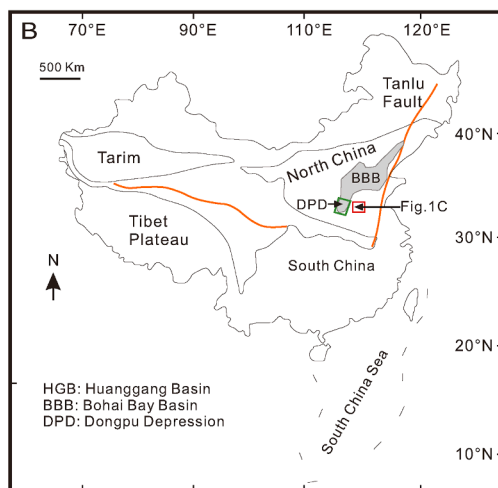 B
70°E
90°E
110°E
120°E
500 Km
Tanlu
Fault
40°N
North China
Tarim
BBB
DPD
Fig.1C
Tibet
Plateau
30°N
N
South China
20°N
South China Sea
HGB: Huanggang Basin
BBB: Bohai Bay Basin
DPD: Dongpu Depression
10°N